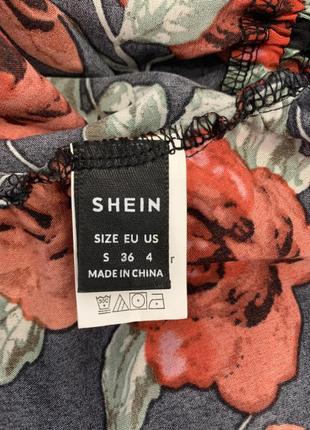 SHEIN
SIZE EU US
S 36 4
MADE IN CHINA
r